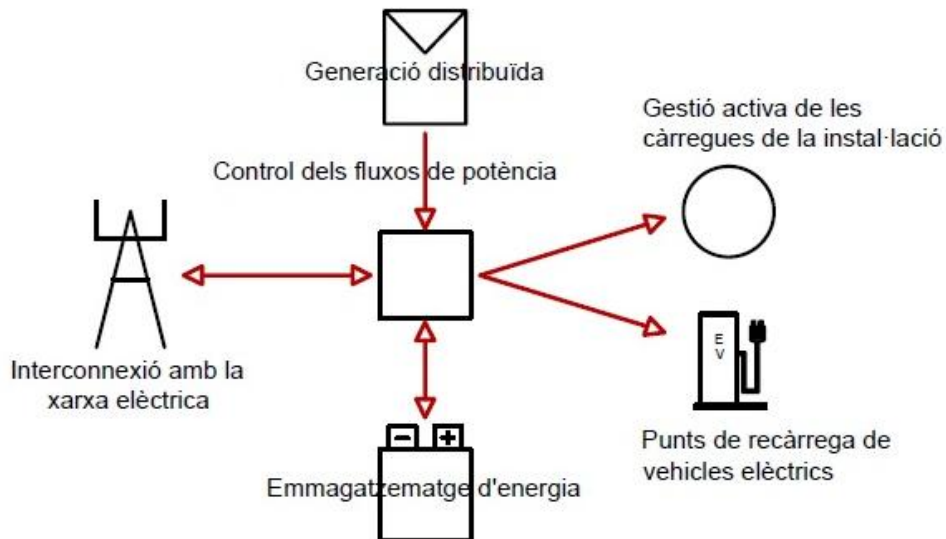 Generació distribuïda
Gestió activa de les
càrregues de la instal·lació
Control dels fluxos de potència
Interconnexió amb la
xarxa elèctrica
E
V
Punts de recàrrega de
vehicles elèctrics
- +
Emmagatzematge d'energia